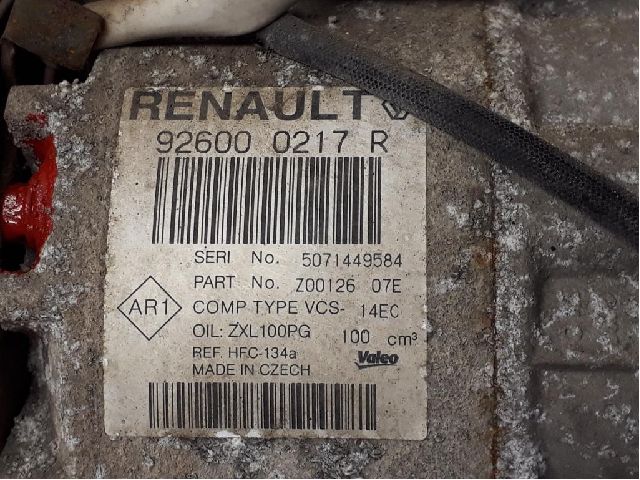 RENAULT
92600 0217 R
SERI No. 5071449584
PART No. Z00126 07E
COMP TYPE VCS- 14EC
AR1
OIL: ZXL100PG 100 cm³
REF. HFC-134a
Valeo
MADE IN CZECH